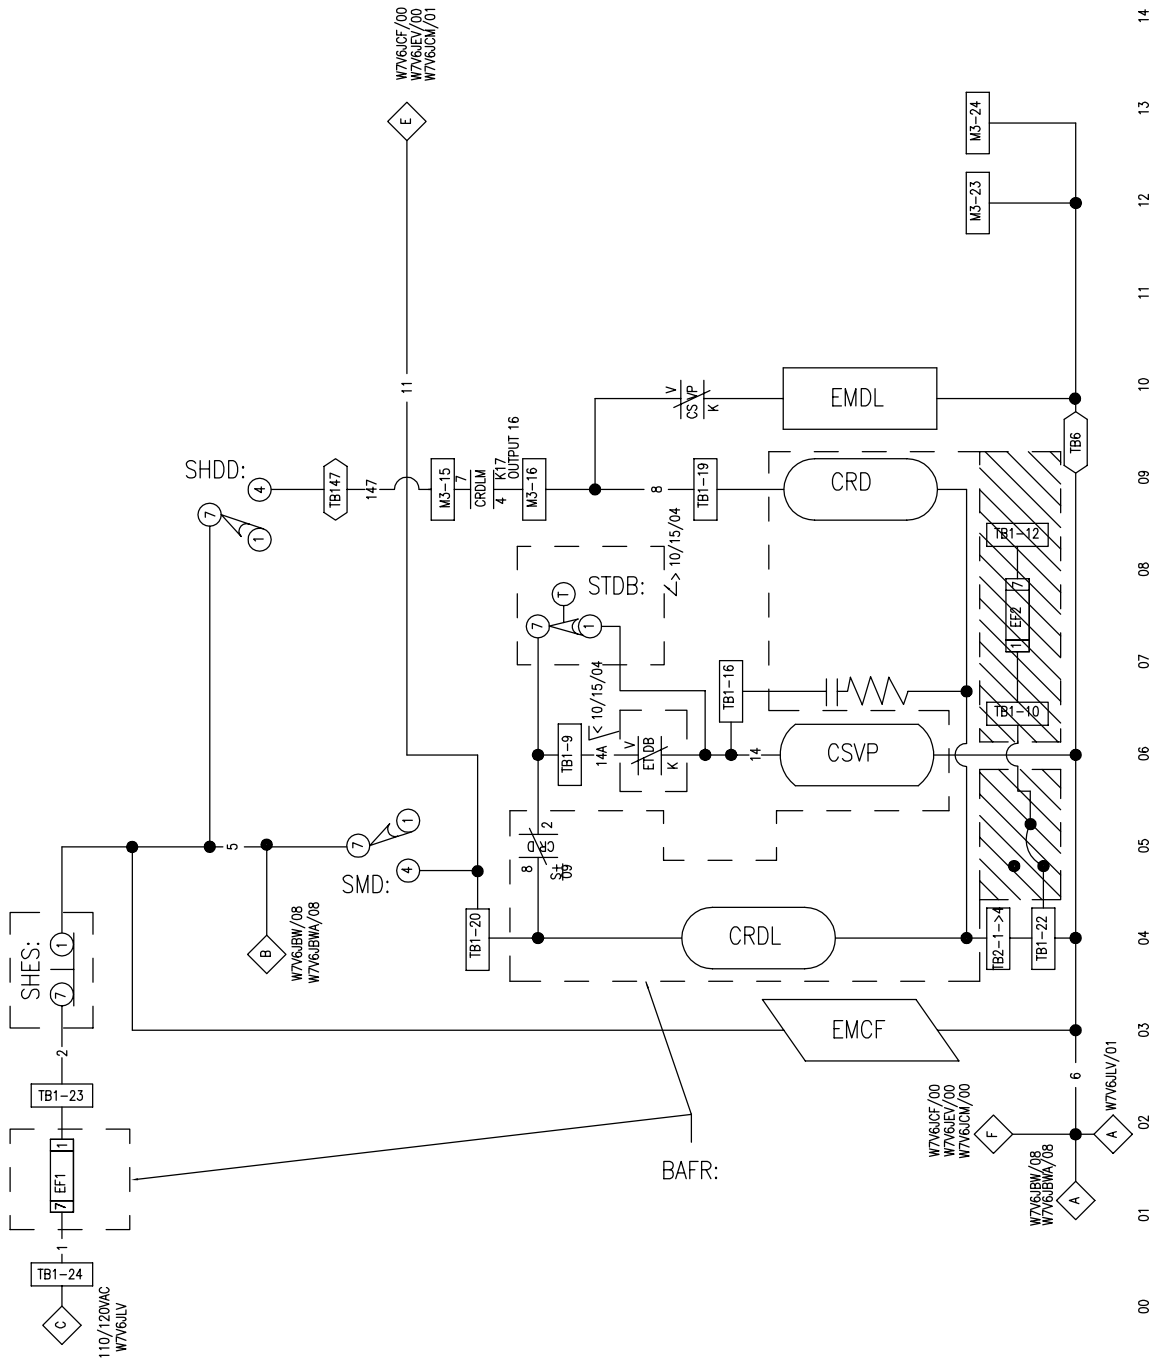 C
110/120VAC
W7V6JLV
TB1-24
1
7
EF1
1
TB1-23
2
SHES:
7
1
B
W7V6JBW/08
W7V6JBWA/08
5
SMD:
4
7
1
SHDD:
4
7
1
TB147
147
11
E
W7V6JCF/00
W7V6JEV/00
W7V6JCM/01
M3-15
7
CRDLM
4
K17
OUTPUT 16
M3-16
8
TB1-19
CRD
V
CSVP
K
EMDL
TB1-20
8
CRD
2
S+
09
TB1-9
14A
< 10/15/04
V
ETDB
K
7
T
1
STDB:
> 10/15/04
TB1-16
14
CSVP
CRDL
EMCF
BAFR:
TB2-1->4
TB1-22
TB1-10
1
EF2
7
TB1-12
TB6
M3-23
M3-24
F
W7V6JCF/00
W7V6JEV/00
W7V6JCM/00
6
A
W7V6JLV/01
A
W7V6JBW/08
W7V6JBWA/08
00
01
02
03
04
05
06
07
08
09
10
11
12
13
14